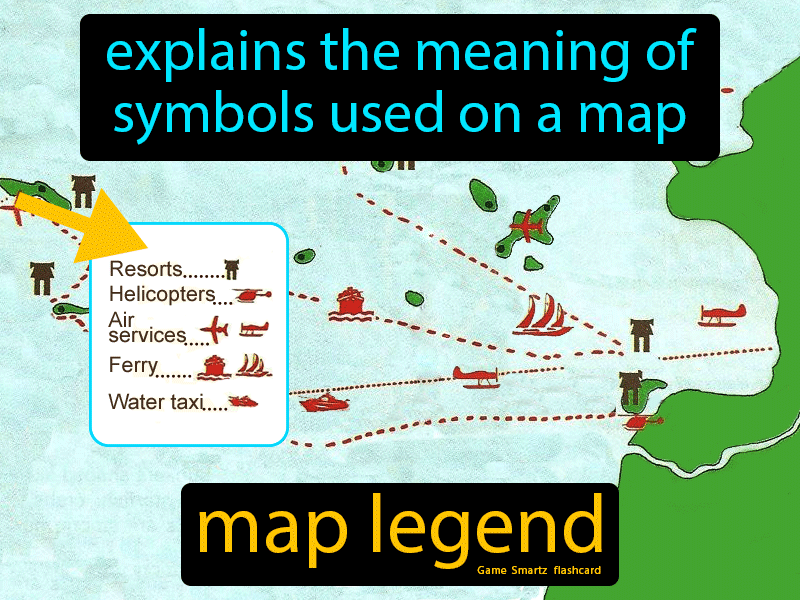 explains the meaning of
symbols used on a map
Resorts........
Helicopters....
Air
services.....
Ferry.......
Water taxi.....
map legend
Game Smartz flashcard